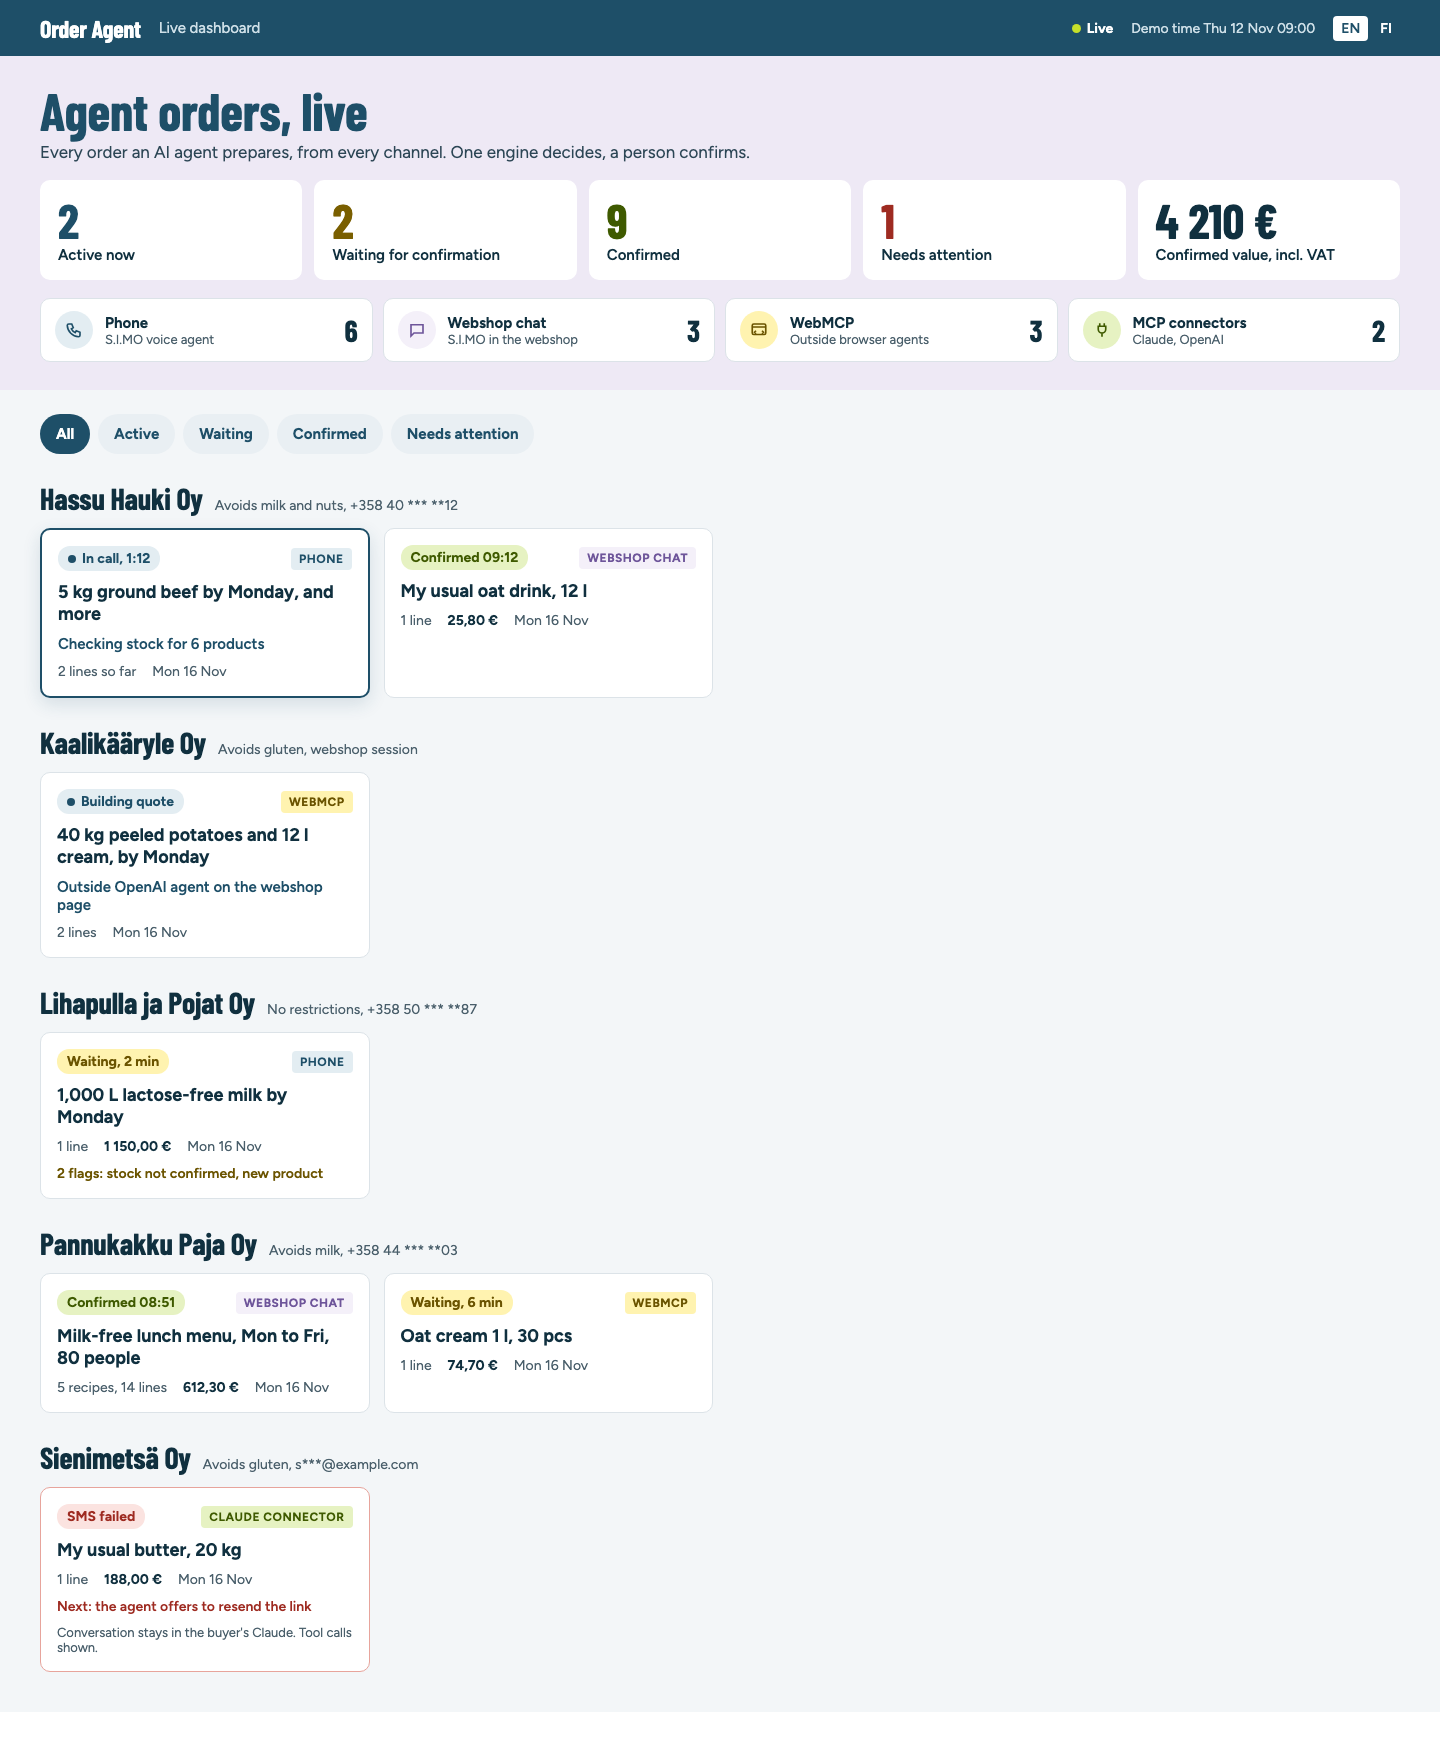 Order Agent
Live dashboard
Live
Demo time Thu 12 Nov 09:00
EN
FI
Agent orders, live
Every order an AI agent prepares, from every channel. One engine decides, a person confirms.
2
Active now
2
Waiting for confirmation
9
Confirmed
1
Needs attention
4 210 €
Confirmed value, incl. VAT
Phone
S.I.MO voice agent
6
Webshop chat
S.I.MO in the webshop
3
WebMCP
Outside browser agents
3
MCP connectors
Claude, OpenAI
2
All
Active
Waiting
Confirmed
Needs attention
Hassu Hauki Oy
Avoids milk and nuts, +358 40 *** **12
In call, 1:12
PHONE
5 kg ground beef by Monday, and
more
Checking stock for 6 products
2 lines so far
Mon 16 Nov
Confirmed 09:12
WEBSHOP CHAT
My usual oat drink, 12 l
1 line
25,80 €
Mon 16 Nov
Kaalikääryle Oy
Avoids gluten, webshop session
Building quote
WEBMCP
40 kg peeled potatoes and 12 l
cream, by Monday
Outside OpenAI agent on the webshop
page
2 lines
Mon 16 Nov
Lihapulla ja Pojat Oy
No restrictions, +358 50 *** **87
Waiting, 2 min
PHONE
1,000 L lactose-free milk by
Monday
1 line
1 150,00 €
Mon 16 Nov
2 flags: stock not confirmed, new product
Pannukakku Paja Oy
Avoids milk, +358 44 *** **03
Confirmed 08:51
WEBSHOP CHAT
Milk-free lunch menu, Mon to Fri,
80 people
5 recipes, 14 lines
612,30 €
Mon 16 Nov
Waiting, 6 min
WEBMCP
Oat cream 1 l, 30 pcs
1 line
74,70 €
Mon 16 Nov
Sienimetsä Oy
Avoids gluten, s***@example.com
SMS failed
CLAUDE CONNECTOR
My usual butter, 20 kg
1 line
188,00 €
Mon 16 Nov
Next: the agent offers to resend the link
Conversation stays in the buyer's Claude. Tool calls
shown.